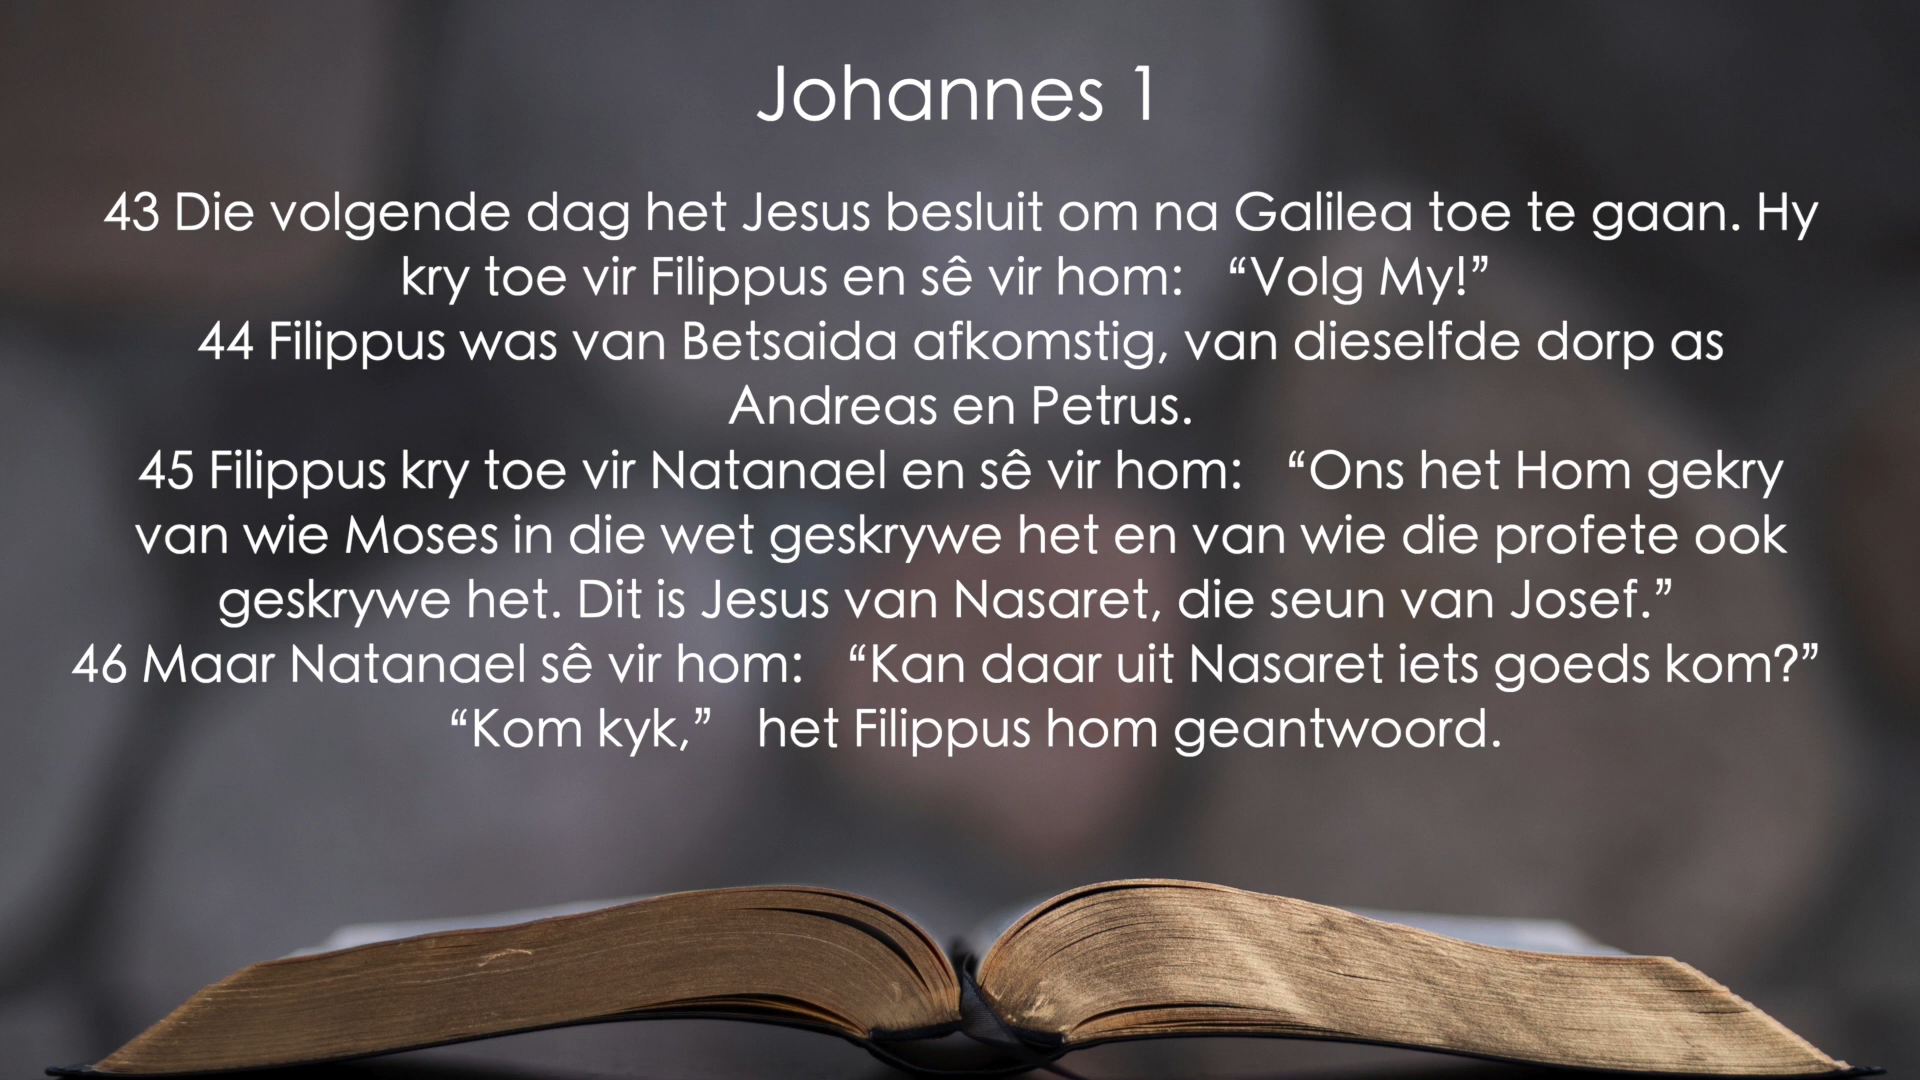 Johannes 1
43 Die volgende dag het Jesus besluit om na Galilea toe te gaan. Hy
kry toe vir Filippus en sê vir hom: “Volg My!”
44 Filippus was van Betsaida afkomstig, van dieselfde dorp as
Andreas en Petrus.
45 Filippus kry toe vir Natanael en sê vir hom: “Ons het Hom gekry
van wie Moses in die wet geskrywe het en van wie die profete ook
geskrywe het. Dit is Jesus van Nasaret, die seun van Josef.”
46 Maar Natanael sê vir hom: “Kan daar uit Nasaret iets goeds kom?”
“Kom kyk,” het Filippus hom geantwoord.